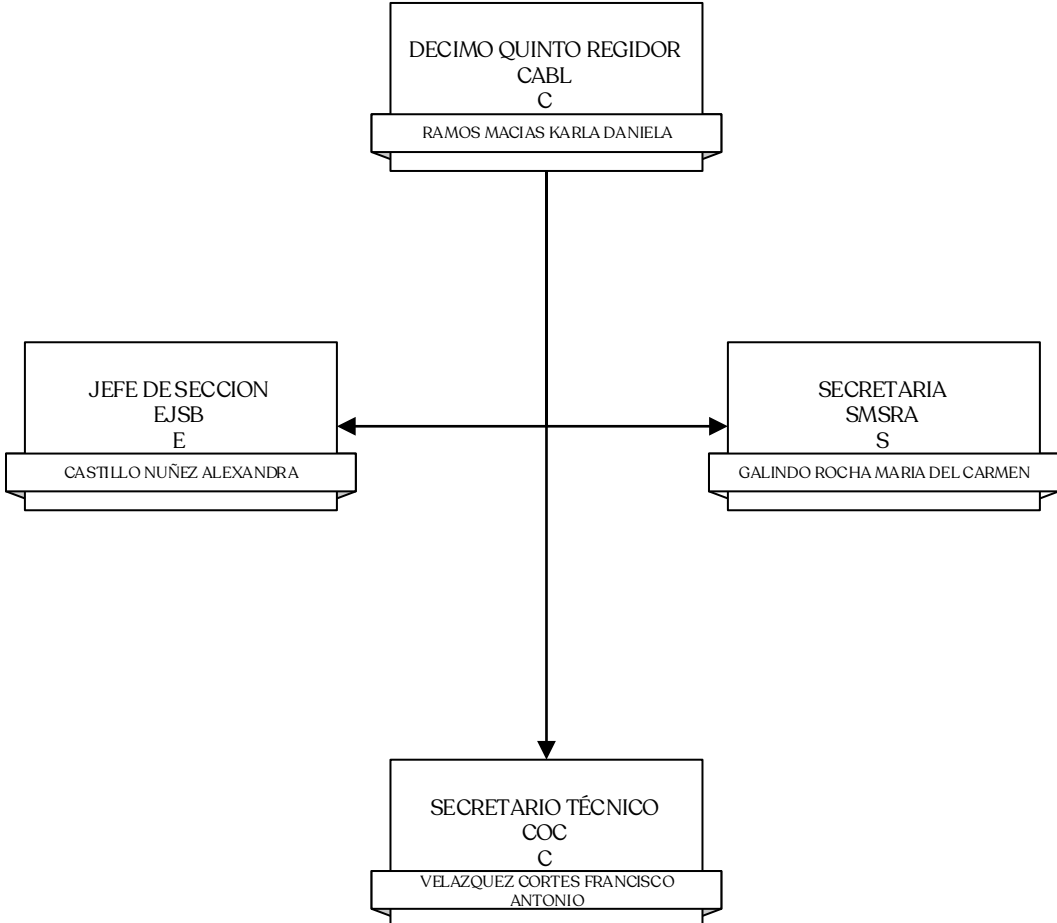 DECIMO QUINTO REGIDOR
CABL
C
RAMOS MACIAS KARLA DANIELA
JEFE DE SECCION
EJSB
E
CASTILLO NUÑEZ ALEXANDRA
SECRETARIA
SMSRA
S
GALINDO ROCHA MARIA DEL CARMEN
SECRETARIO TÉCNICO
COC
C
VELAZQUEZ CORTES FRANCISCO
ANTONIO